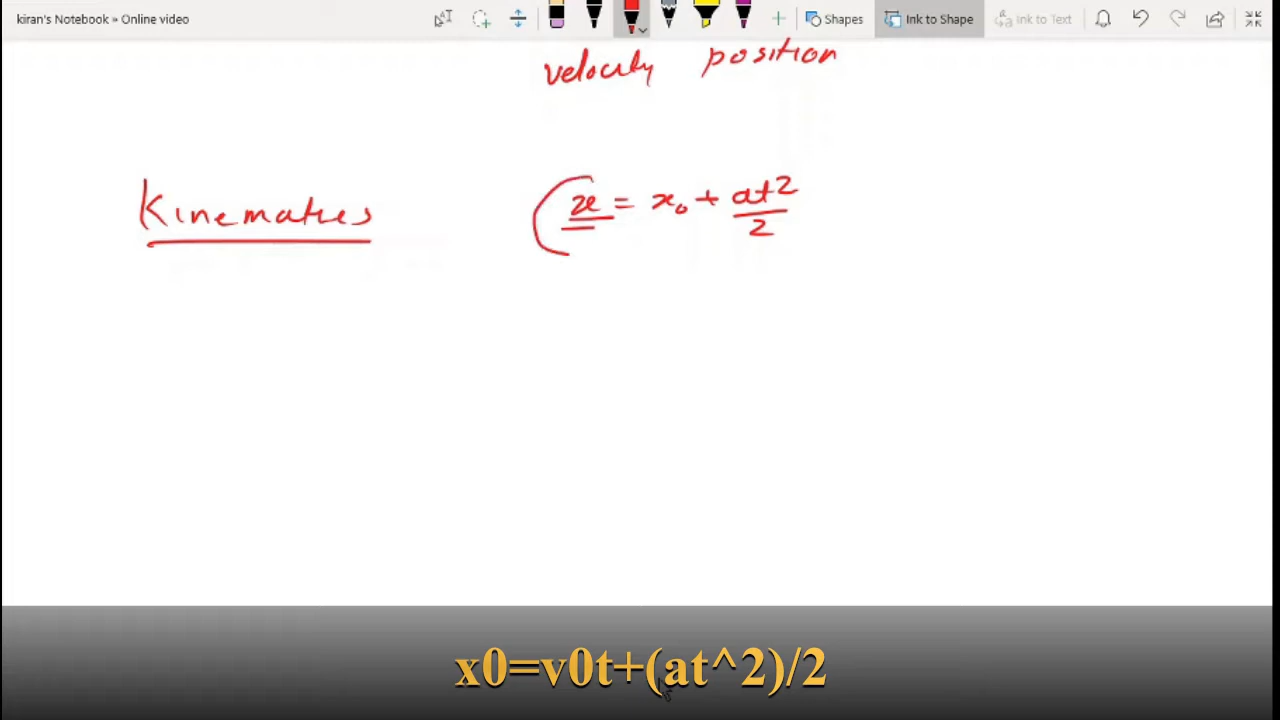 kiran's Notebook » Online video
Shapes
Ink to Shape
Ink to Text
velocity position
Kinematics
x = x₀ + at2/2
x0=v0t+(at^2)/2